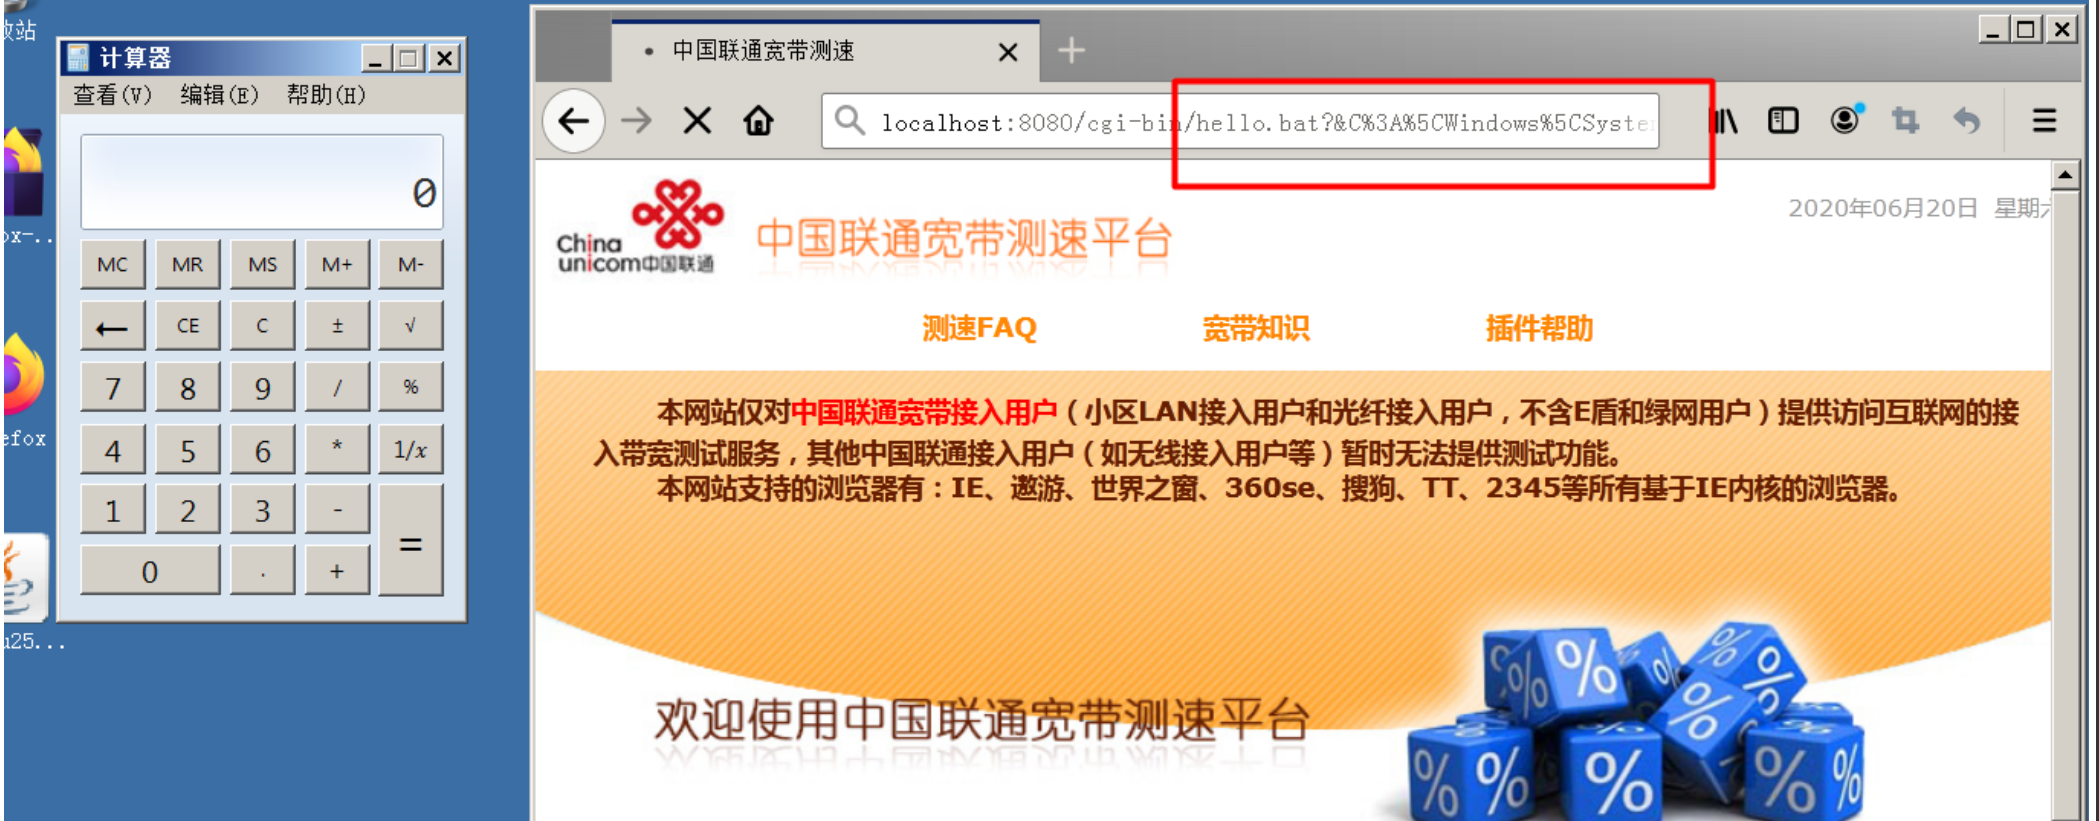 站
计算器
查看(V) 编辑(E) 帮助(H)
0
MC MR MS M+ M-
← CE C ± √
7 8 9 / %
4 5 6 * 1/x
1 2 3 -
=
0 . +
ox-..
efox
u25...
中国联通宽带测速
localhost:8080/cgi-bin/hello.bat?&C%3A%5CWindows%5CSyste
China
unicom中国联通
中国联通宽带测速平台
2020年06月20日 星期六
测速FAQ 宽带知识 插件帮助
本网站仅对中国联通宽带接入用户（小区LAN接入用户和光纤接入用户，不含E盾和绿网用户）提供访问互联网的接
入带宽测试服务，其他中国联通接入用户（如无线接入用户等）暂时无法提供测试功能。
本网站支持的浏览器有：IE、遨游、世界之窗、360se、搜狗、TT、2345等所有基于IE内核的浏览器。
欢迎使用中国联通宽带测速平台
% % % %
% % % % %